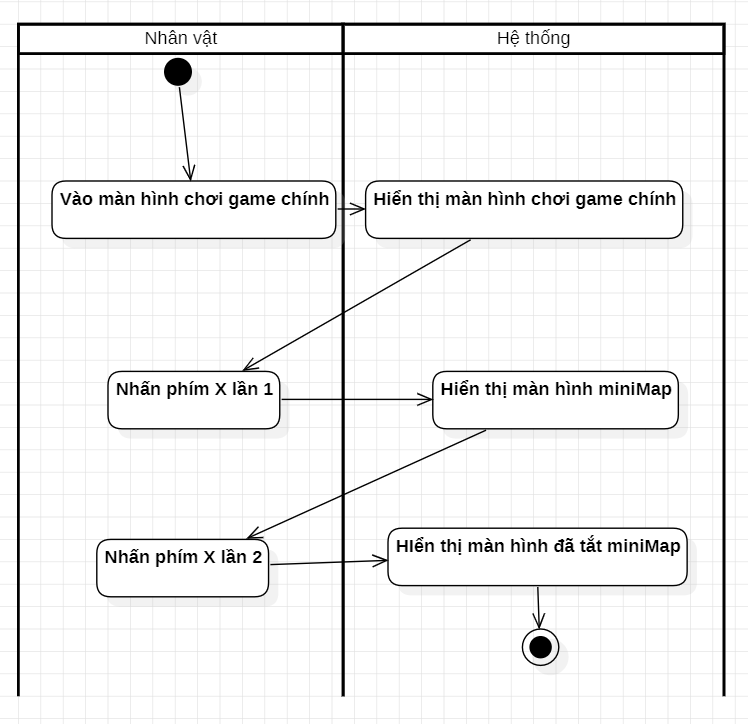 Nhân vật
Hệ thống
Vào màn hình chơi game chính
Hiển thị màn hình chơi game chính
Nhấn phím X lần 1
Hiển thị màn hình miniMap
Nhấn phím X lần 2
HIển thị màn hình đã tắt miniMap